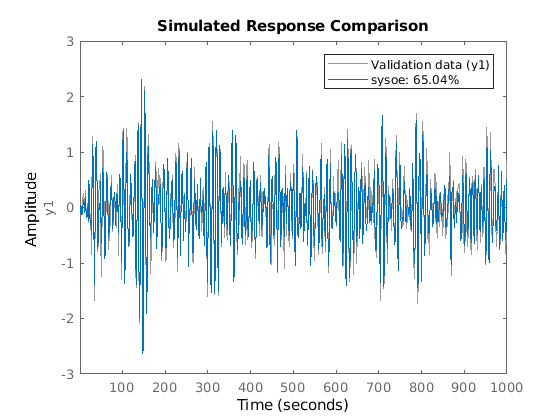 Simulated Response Comparison
3
2
1
0
-1
-2
-3
Amplitude
y1
Validation data (y1)
sysoe: 65.04%
100 200 300 400 500 600 700 800 900 1000
Time (seconds)